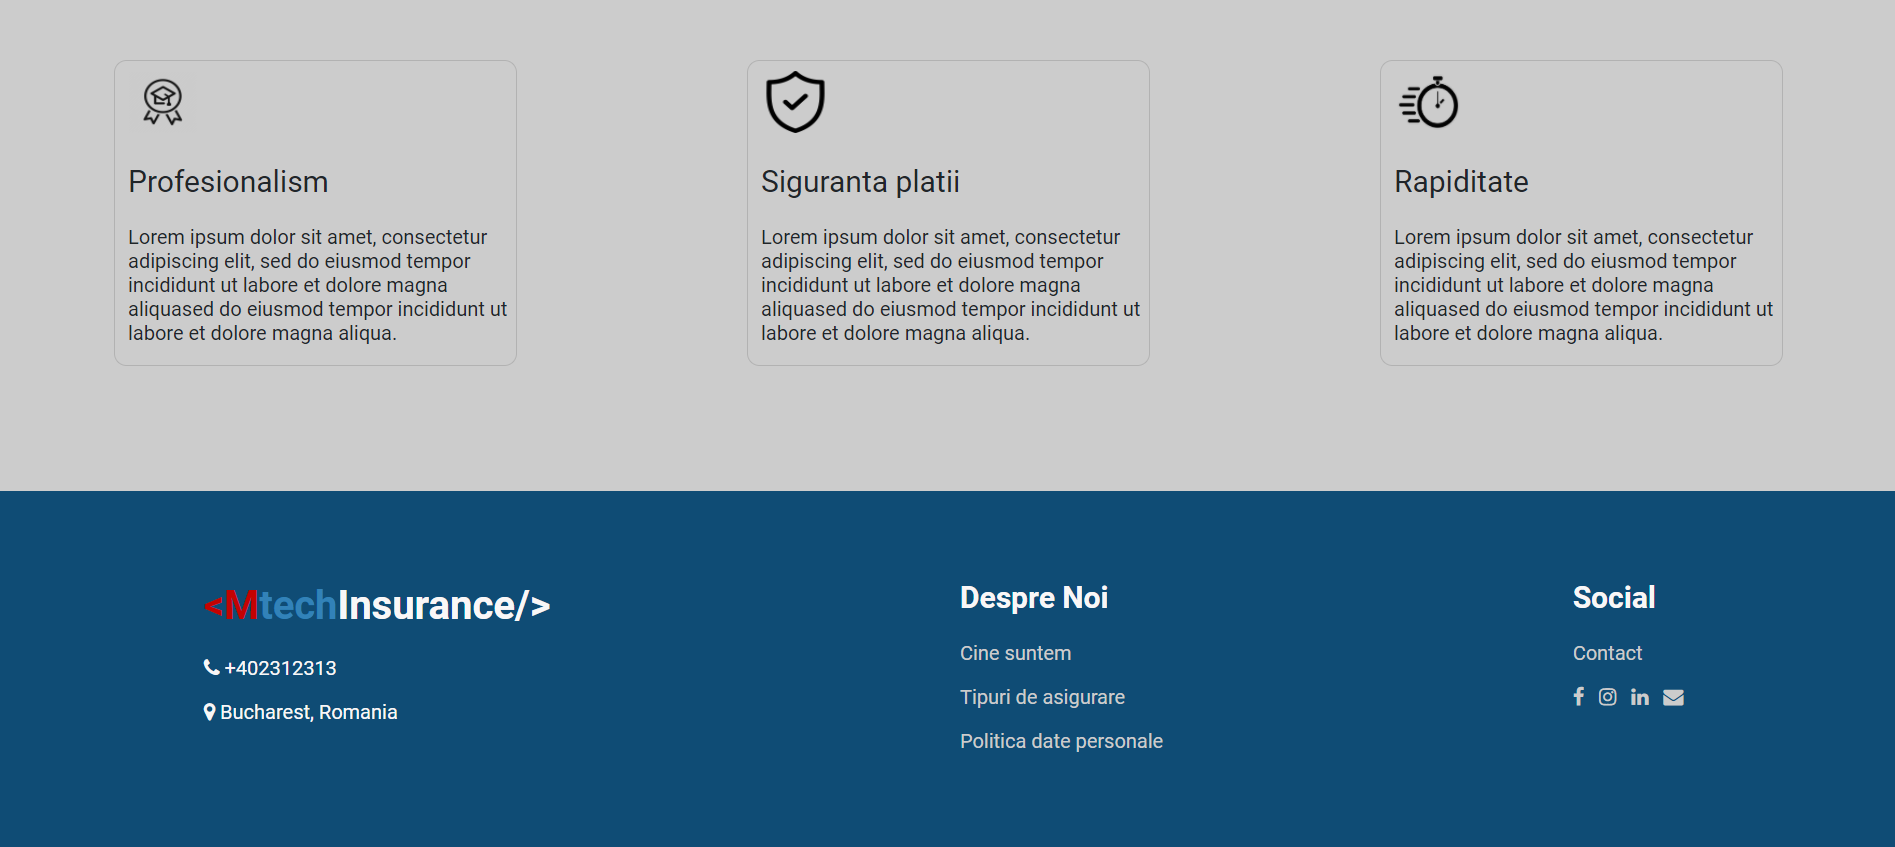 Profesionalism
Lorem ipsum dolor sit amet, consectetur
adipiscing elit, sed do eiusmod tempor
incididunt ut labore et dolore magna
aliquased do eiusmod tempor incididunt ut
labore et dolore magna aliqua.
Siguranta platii
Lorem ipsum dolor sit amet, consectetur
adipiscing elit, sed do eiusmod tempor
incididunt ut labore et dolore magna
aliquased do eiusmod tempor incididunt ut
labore et dolore magna aliqua.
Rapiditate
Lorem ipsum dolor sit amet, consectetur
adipiscing elit, sed do eiusmod tempor
incididunt ut labore et dolore magna
aliquased do eiusmod tempor incididunt ut
labore et dolore magna aliqua.
<MtechInsurance/>
+402312313
Bucharest, Romania
Despre Noi
Cine suntem
Tipuri de asigurare
Politica date personale
Social
Contact